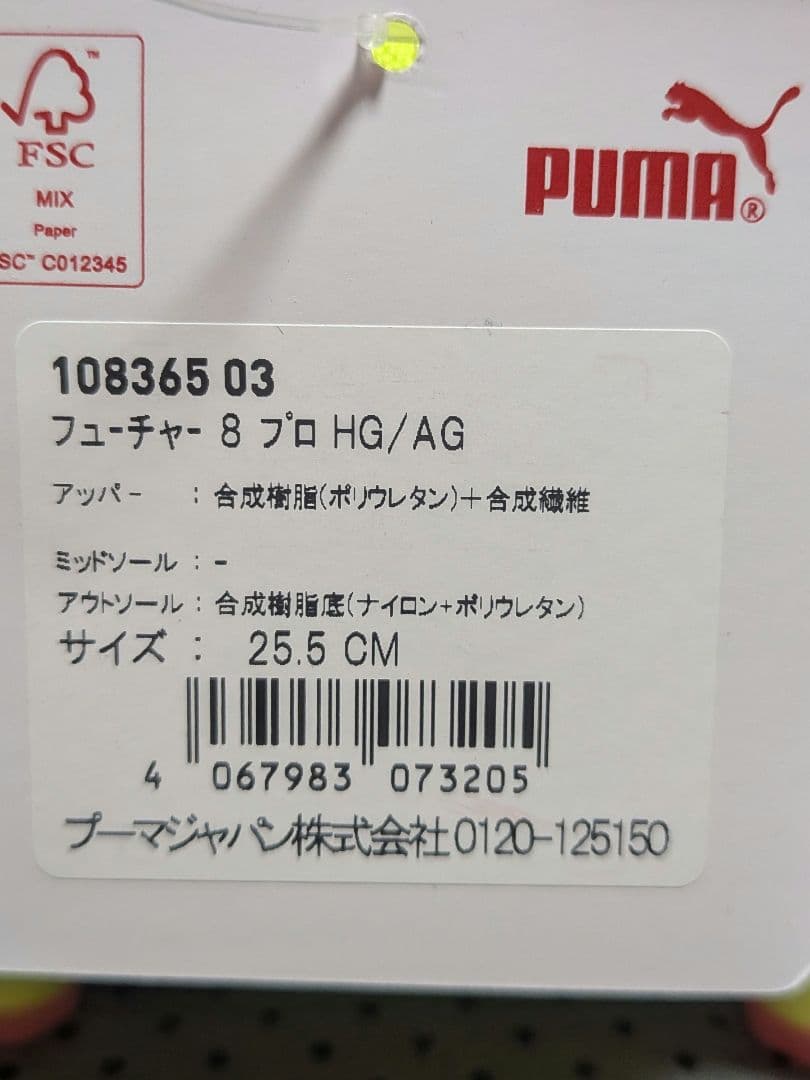 ™
FSC
MIX
Paper
SC™ C012345
PUMA®
108365 03
フューチャー 8 プロ HG/AG
アッパー : 合成樹脂(ポリウレタン)+合成繊維
ミッドソール : -
アウトソール : 合成樹脂底(ナイロン+ポリウレタン)
サイズ : 25.5 CM
4 067983 073205
プーマジャパン株式会社0120-125150